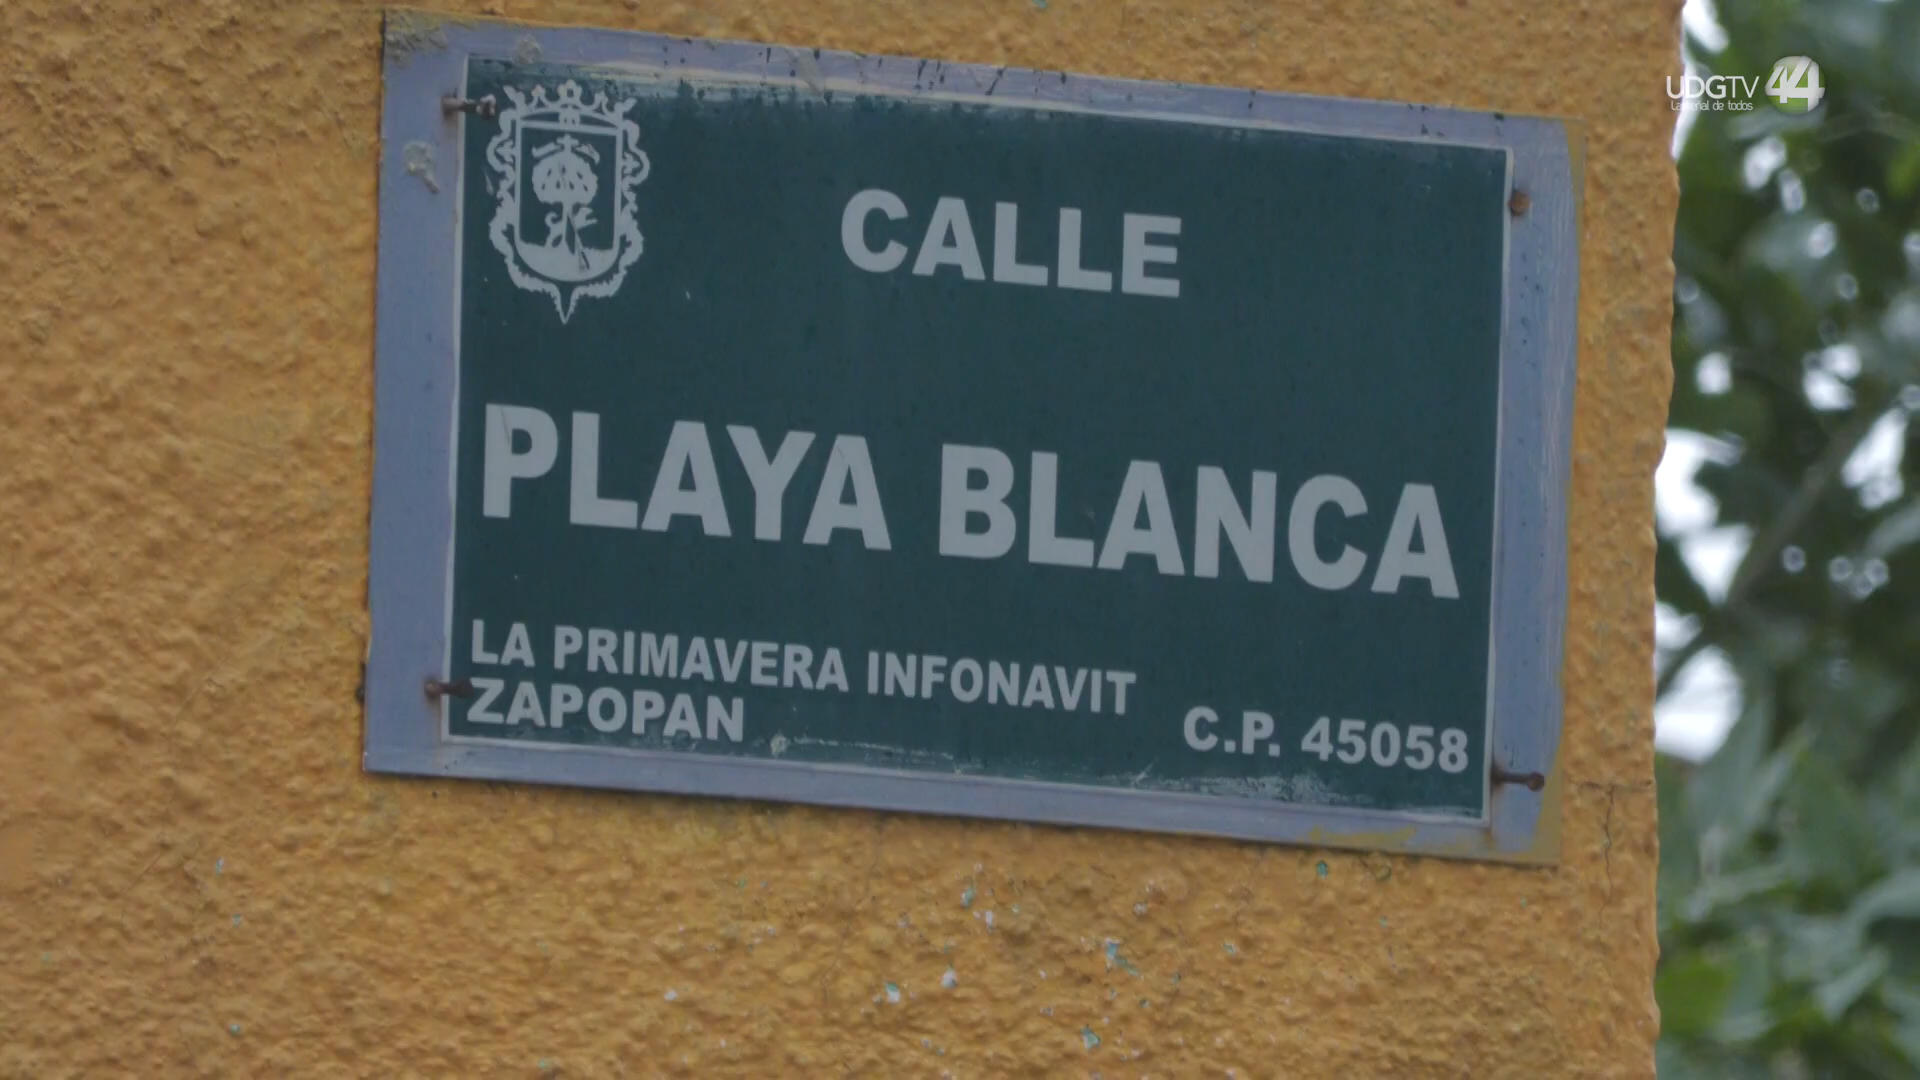 UDGTV 44
La señal de todos
CALLE
PLAYA BLANCA
LA PRIMAVERA INFONAVIT
ZAPOPAN
C.P. 45058